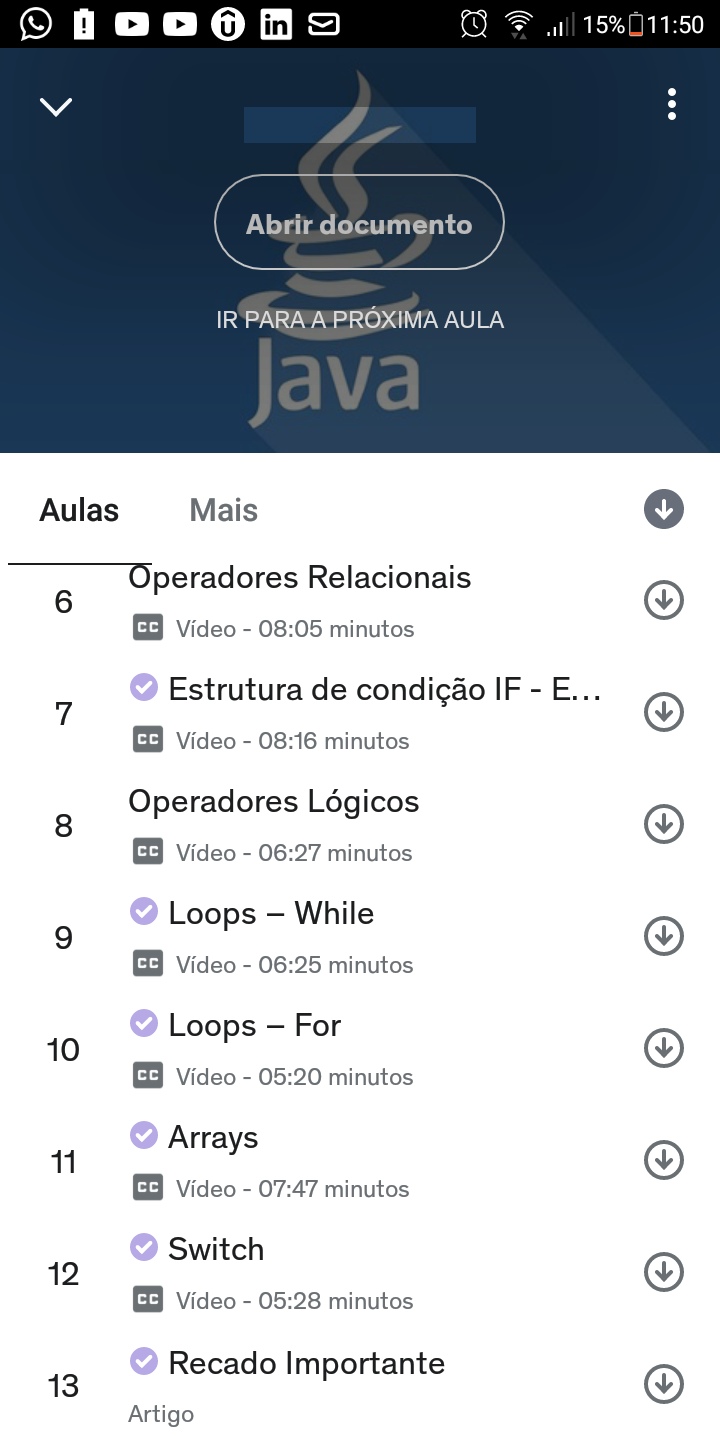 15% 11:50
Abrir documento
IR PARA A PRÓXIMA AULA
Java
Aulas Mais
6 Operadores Relacionais
CC Vídeo - 08:05 minutos
7 Estrutura de condição IF - E...
CC Vídeo - 08:16 minutos
8 Operadores Lógicos
CC Vídeo - 06:27 minutos
9 Loops – While
CC Vídeo - 06:25 minutos
10 Loops – For
CC Vídeo - 05:20 minutos
11 Arrays
CC Vídeo - 07:47 minutos
12 Switch
CC Vídeo - 05:28 minutos
13 Recado Importante
Artigo